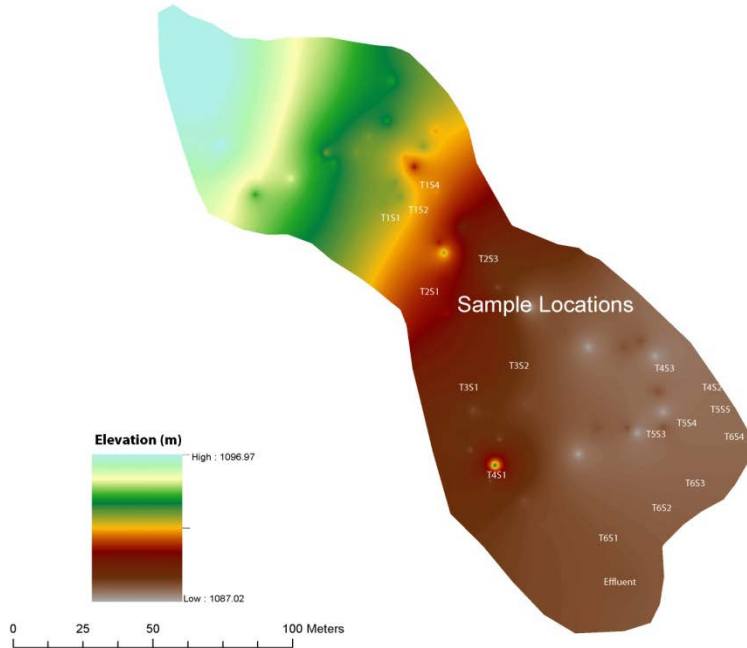 T1S4
T1S2
T1S1
T2S3
T2S1
Sample Locations
T3S2
T4S3
T3S1
T4S2
T5S5
T5S4
T5S3
T6S4
Elevation (m)
High : 1096.97
T4S1
T6S3
T6S2
T6S1
Effluent
Low : 1087.02
0 25 50 100 Meters